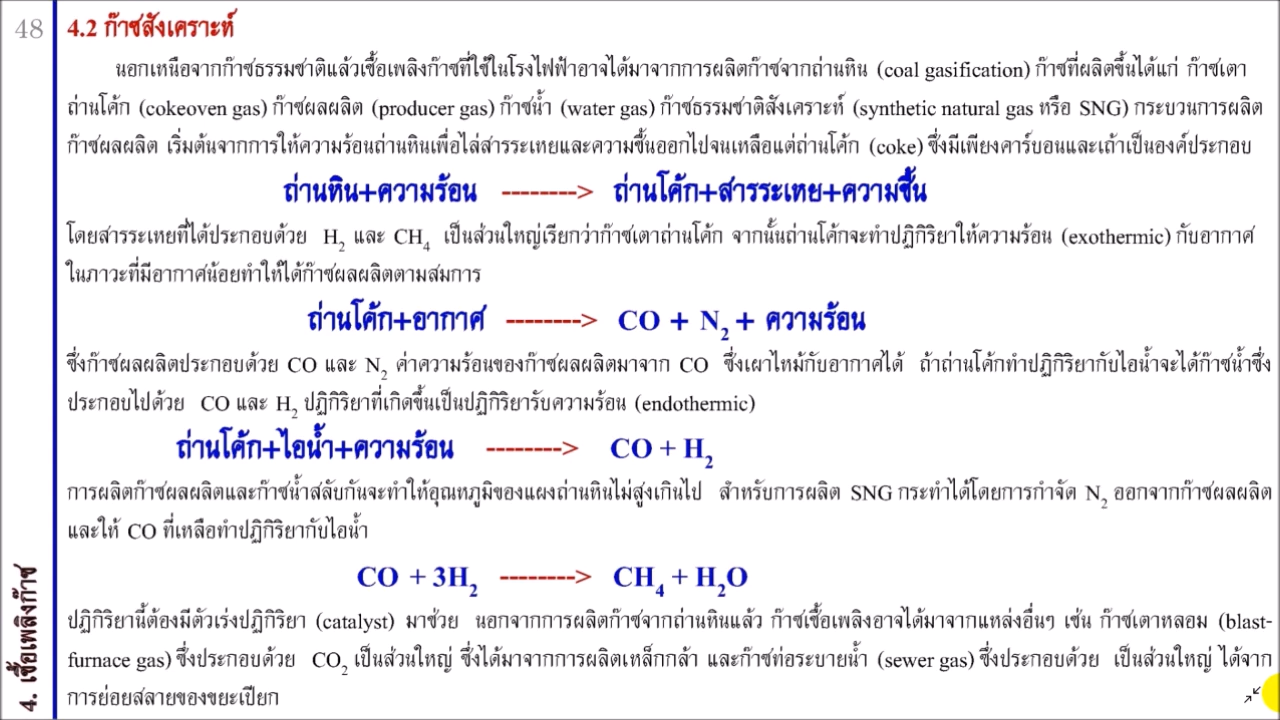 48
4.2 ก๊าซสังเคราะห์
นอกเหนือจากก๊าซธรรมชาติแล้วเชื้อเพลิงก๊าซที่ใช้ในโรงไฟฟ้าอาจได้มาจากการผลิตก๊าซจากถ่านหิน (coal gasification) ก๊าซที่ผลิตขึ้นได้แก่ ก๊าซเตา
ถ่านโค้ก (cokeoven gas) ก๊าซผลผลิต (producer gas) ก๊าซน้ำ (water gas) ก๊าซธรรมชาติสังเคราะห์ (synthetic natural gas หรือ SNG) กระบวนการผลิต
ก๊าซผลผลิต เริ่มต้นจากการให้ความร้อนถ่านหินเพื่อไล่สารระเหยและความชื้นออกไปจนเหลือแต่ถ่านโค้ก (coke) ซึ่งมีเพียงคาร์บอนและเถ้าเป็นองค์ประกอบ
ถ่านหิน+ความร้อน --------> ถ่านโค้ก+สารระเหย+ความชื้น
โดยสารระเหยที่ได้ประกอบด้วย H₂ และ CH₄ เป็นส่วนใหญ่เรียกว่าก๊าซเตาถ่านโค้ก จากนั้นถ่านโค้กจะทำปฏิกิริยาให้ความร้อน (exothermic) กับอากาศ
ในภาวะที่มีอากาศน้อยทำให้ได้ก๊าซผลผลิตตามสมการ
ถ่านโค้ก+อากาศ --------> CO + N₂ + ความร้อน
ซึ่งก๊าซผลผลิตประกอบด้วย CO และ N₂ ค่าความร้อนของก๊าซผลผลิตมาจาก CO ซึ่งเผาไหม้กับอากาศได้ ถ้าถ่านโค้กทำปฏิกิริยากับไอน้ำจะได้ก๊าซน้ำซึ่ง
ประกอบไปด้วย CO และ H₂ ปฏิกิริยาที่เกิดขึ้นเป็นปฏิกิริยารับความร้อน (endothermic)
ถ่านโค้ก+ไอน้ำ+ความร้อน --------> CO + H₂
การผลิตก๊าซผลผลิตและก๊าซน้ำสลับกันจะทำให้อุณหภูมิของแผงถ่านหินไม่สูงเกินไป สำหรับการผลิต SNG กระทำได้โดยการกำจัด N₂ ออกจากก๊าซผลผลิต
และให้ CO ที่เหลือทำปฏิกิริยากับไอน้ำ
CO + 3H₂ --------> CH₄ + H₂O
ปฏิกิริยานี้ต้องมีตัวเร่งปฏิกิริยา (catalyst) มาช่วย นอกจากการผลิตก๊าซจากถ่านหินแล้ว ก๊าซเชื้อเพลิงอาจได้มาจากแหล่งอื่นๆ เช่น ก๊าซเตาหลอม (blast-
furnace gas) ซึ่งประกอบด้วย CO₂ เป็นส่วนใหญ่ ซึ่งได้มาจากการผลิตเหล็กกล้า และก๊าซท่อระบายน้ำ (sewer gas) ซึ่งประกอบด้วย เป็นส่วนใหญ่ ได้จาก
การย่อยสลายของขยะเปียก
4. เชื้อเพลิงก๊าซ